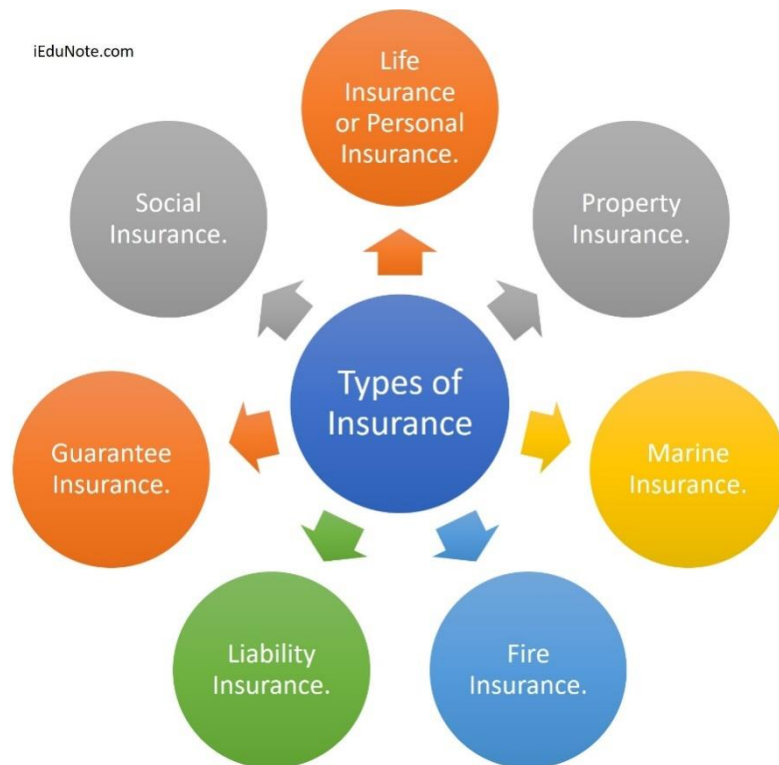 iEduNote.com
Life
Insurance
or Personal
Insurance.
Property
Insurance.
Marine
Insurance.
Fire
Insurance.
Liability
Insurance.
Guarantee
Insurance.
Social
Insurance.
Types of
Insurance